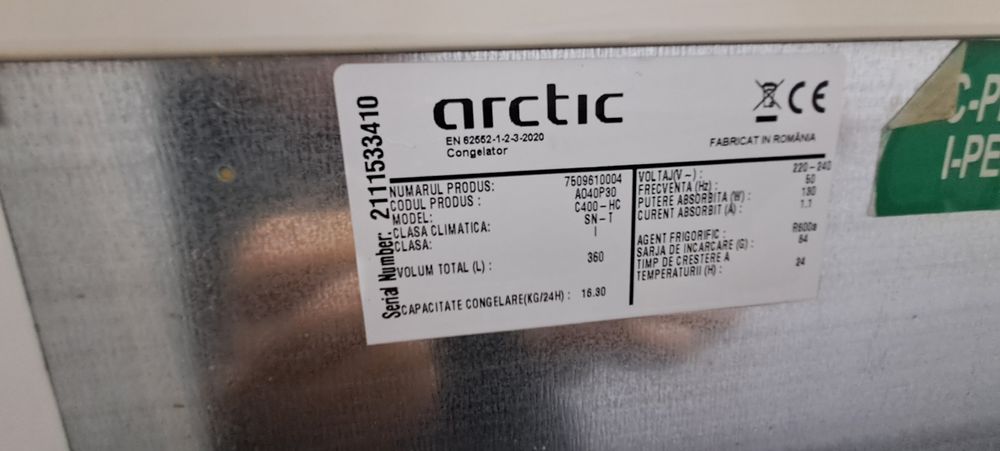 arctic
EN 62552-1-2-3-2020
Congelator
FABRICAT IN ROMÂNIA
Serial Number: 2111533410
NUMARUL PRODUS: 7509610004
CODUL PRODUS : A040P30
MODEL: C400-HC
CLASA CLIMATICA: SN-T
CLASA: I
VOLUM TOTAL (L) : 360
CAPACITATE CONGELARE(KG/24H) : 16.30
VOLTAJ(V~) : 220-240
FRECVENTA (Hz) : 50
PUTERE ABSORBITA (W) : 130
CURENT ABSORBIT (A) : 1.1
AGENT FRIGORIFIC : R600a
SARJA DE INCARCARE (G) : 64
TIMP DE CRESTERE A
TEMPERATURII (H) : 24
C-P
I-PE